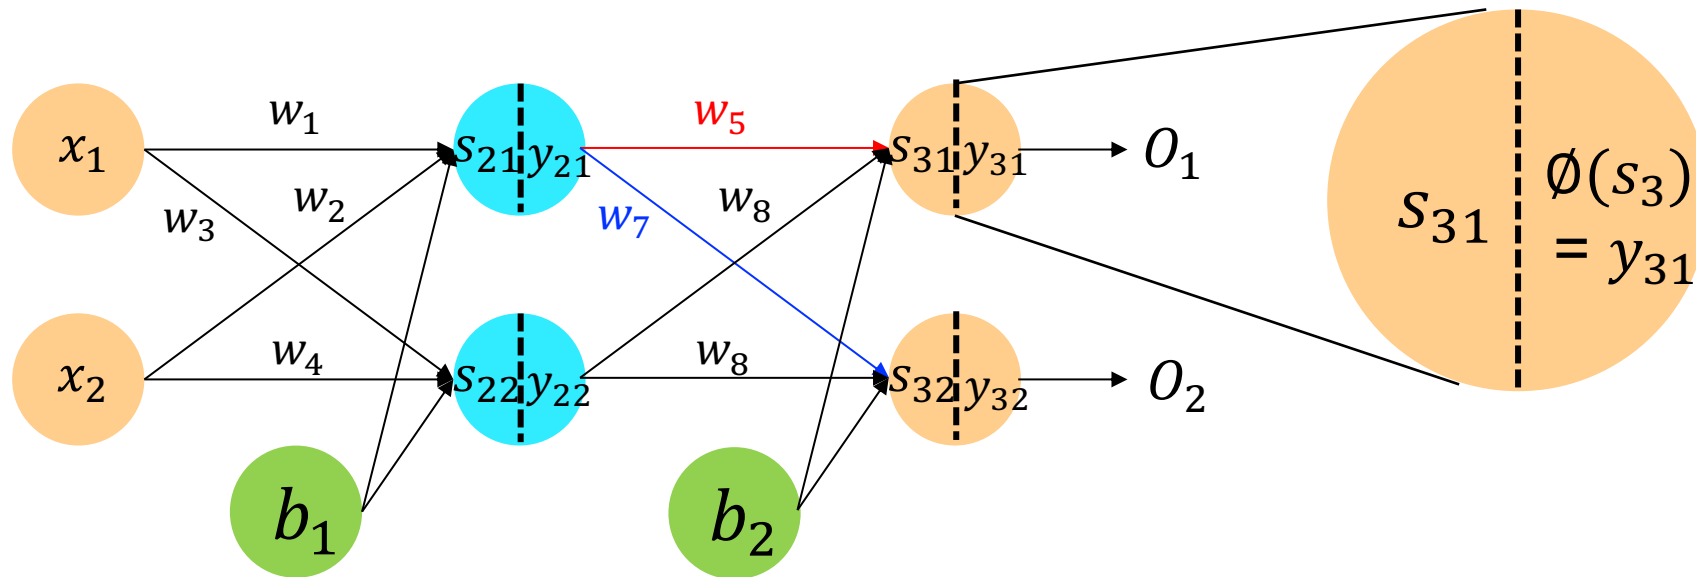 x₁
w₁
w₂
w₃
s₂₁
y₂₁
w₅
w₇
w₈
s₃₁
y₃₁
O₁
s₃₁
∅(s₃)
= y₃₁
x₂
w₄
s₂₂
y₂₂
w₈
s₃₂
y₃₂
O₂
b₁
b₂